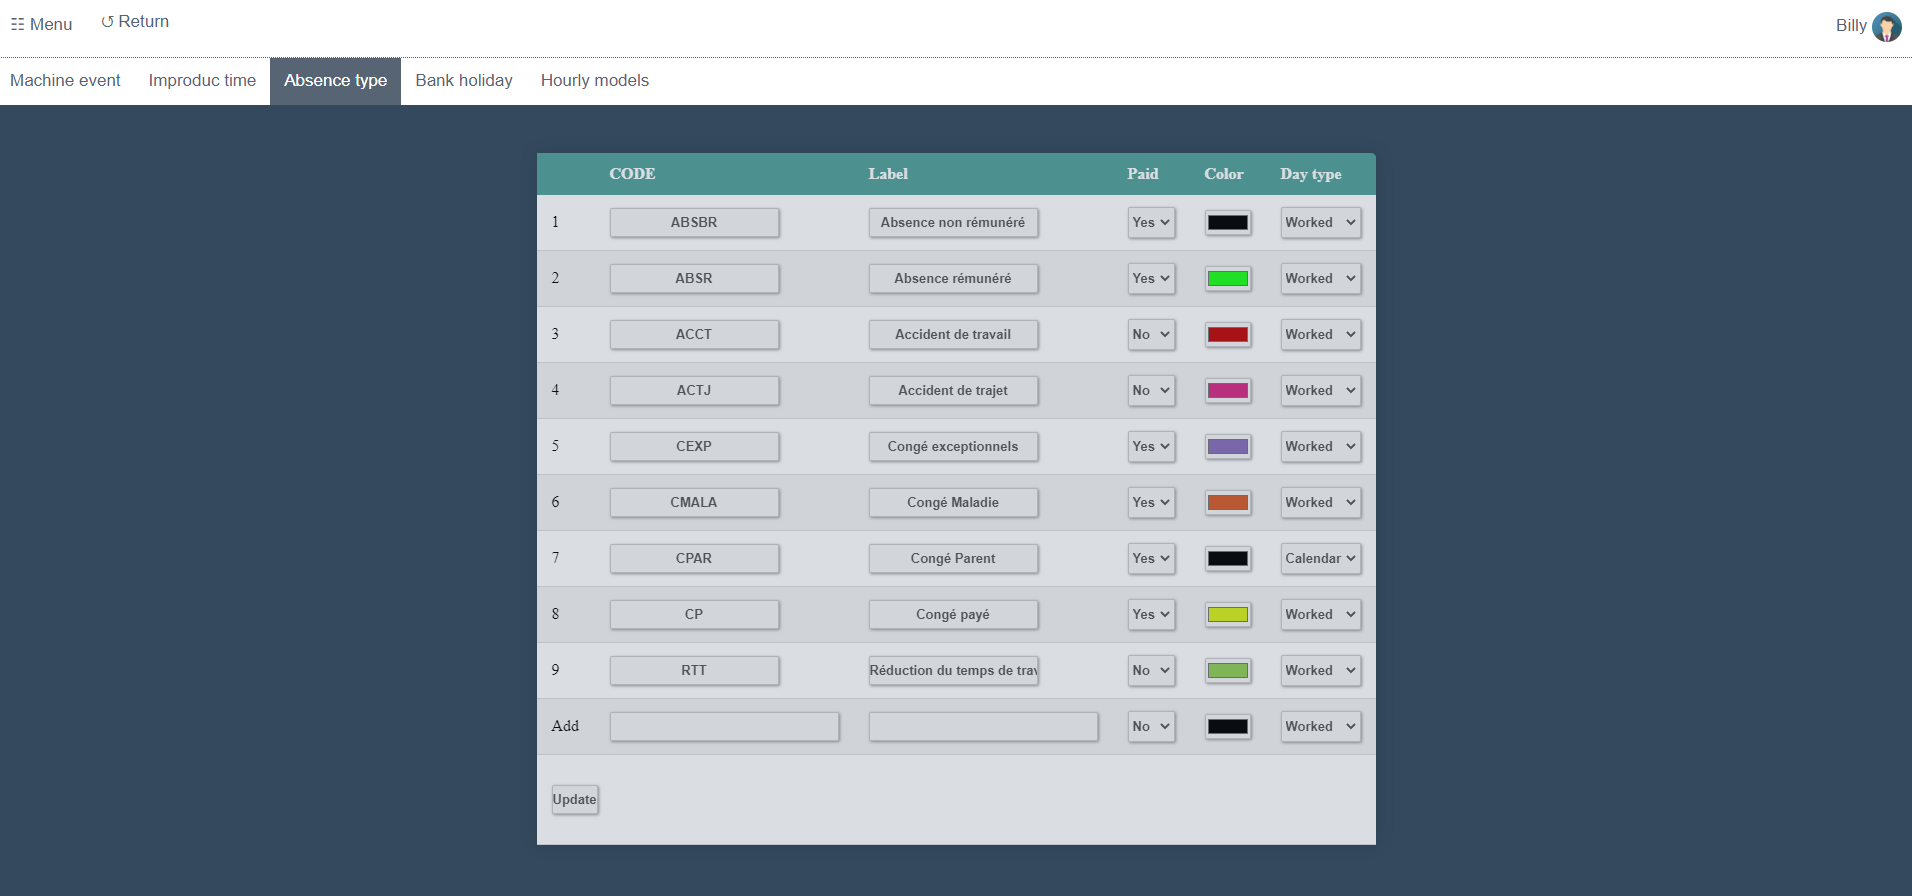 ☷ Menu ↺ Return Billy
Machine event Improduc time Absence type Bank holiday Hourly models
CODE Label Paid Color Day type
1 ABSBR Absence non rémunéré Yes Worked
2 ABSR Absence rémunéré Yes Worked
3 ACCT Accident de travail No Worked
4 ACTJ Accident de trajet No Worked
5 CEXP Congé exceptionnels Yes Worked
6 CMALA Congé Maladie Yes Worked
7 CPAR Congé Parent Yes Calendar
8 CP Congé payé Yes Worked
9 RTT Réduction du temps de trav No Worked
Add No Worked
Update